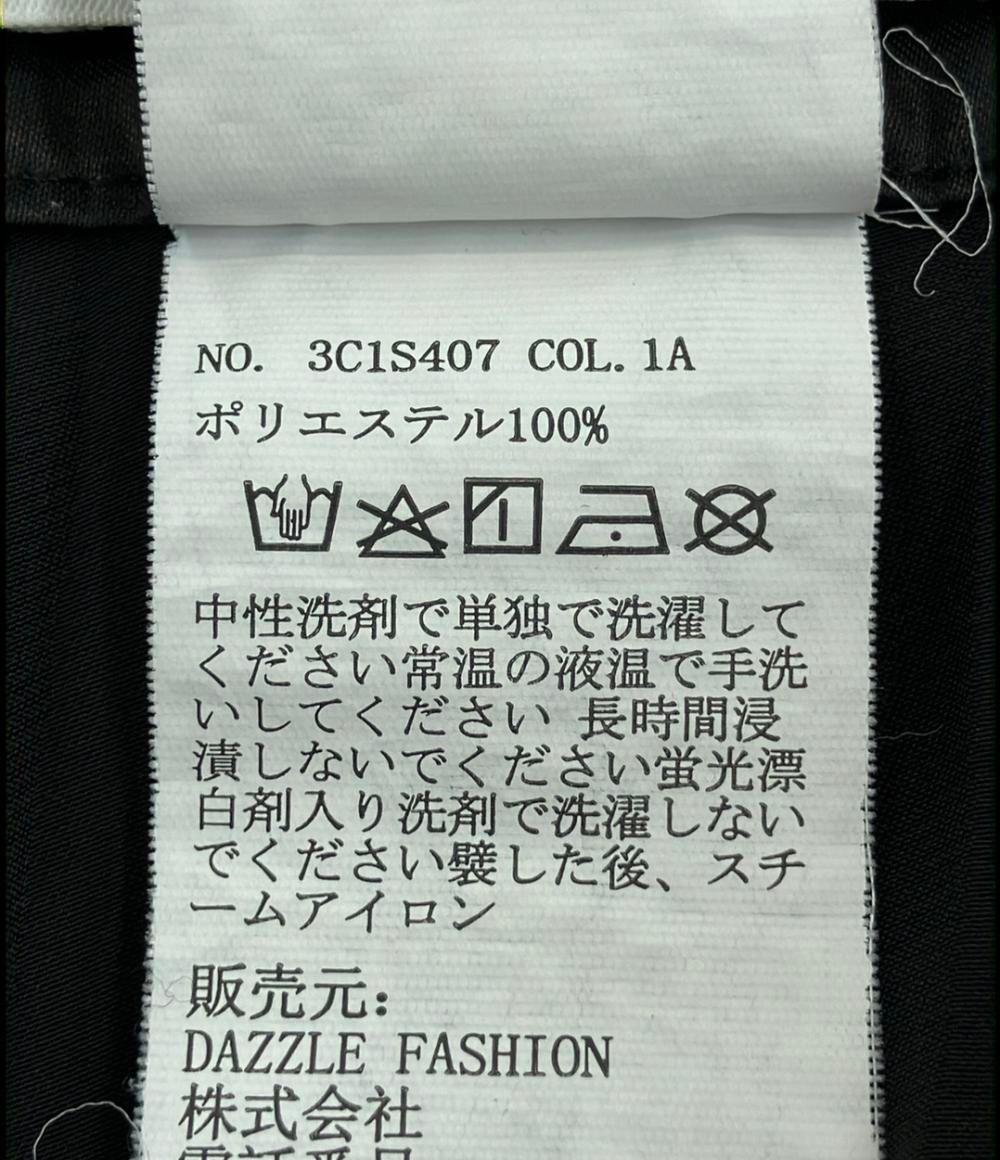 NO. 3C1S407 COL.1A
ポリエステル100%
中性洗剤で単独で洗濯して
ください常温の液温で手洗
いしてください 長時間浸
漬しないでください蛍光漂
白剤入り洗剤で洗濯しない
でください襞した後、スチ
ームアイロン
販売元:
DAZZLE FASHION
株式会社
電話番号